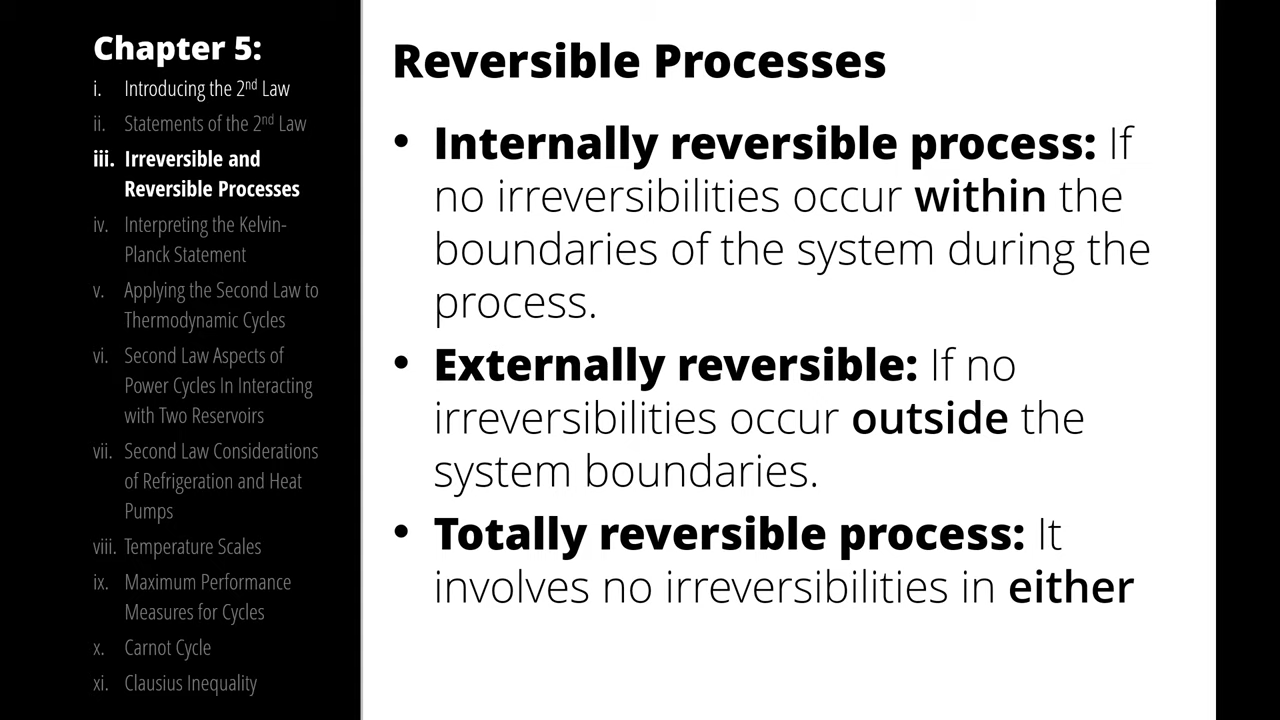 Chapter 5:
i. Introducing the 2nd Law
ii. Statements of the 2nd Law
iii. Irreversible and
Reversible Processes
iv. Interpreting the Kelvin-
Planck Statement
v. Applying the Second Law to
Thermodynamic Cycles
vi. Second Law Aspects of
Power Cycles In Interacting
with Two Reservoirs
vii. Second Law Considerations
of Refrigeration and Heat
Pumps
viii. Temperature Scales
ix. Maximum Performance
Measures for Cycles
x. Carnot Cycle
xi. Clausius Inequality
Reversible Processes
• Internally reversible process: If
no irreversibilities occur within the
boundaries of the system during the
process.
• Externally reversible: If no
irreversibilities occur outside the
system boundaries.
• Totally reversible process: It
involves no irreversibilities in either